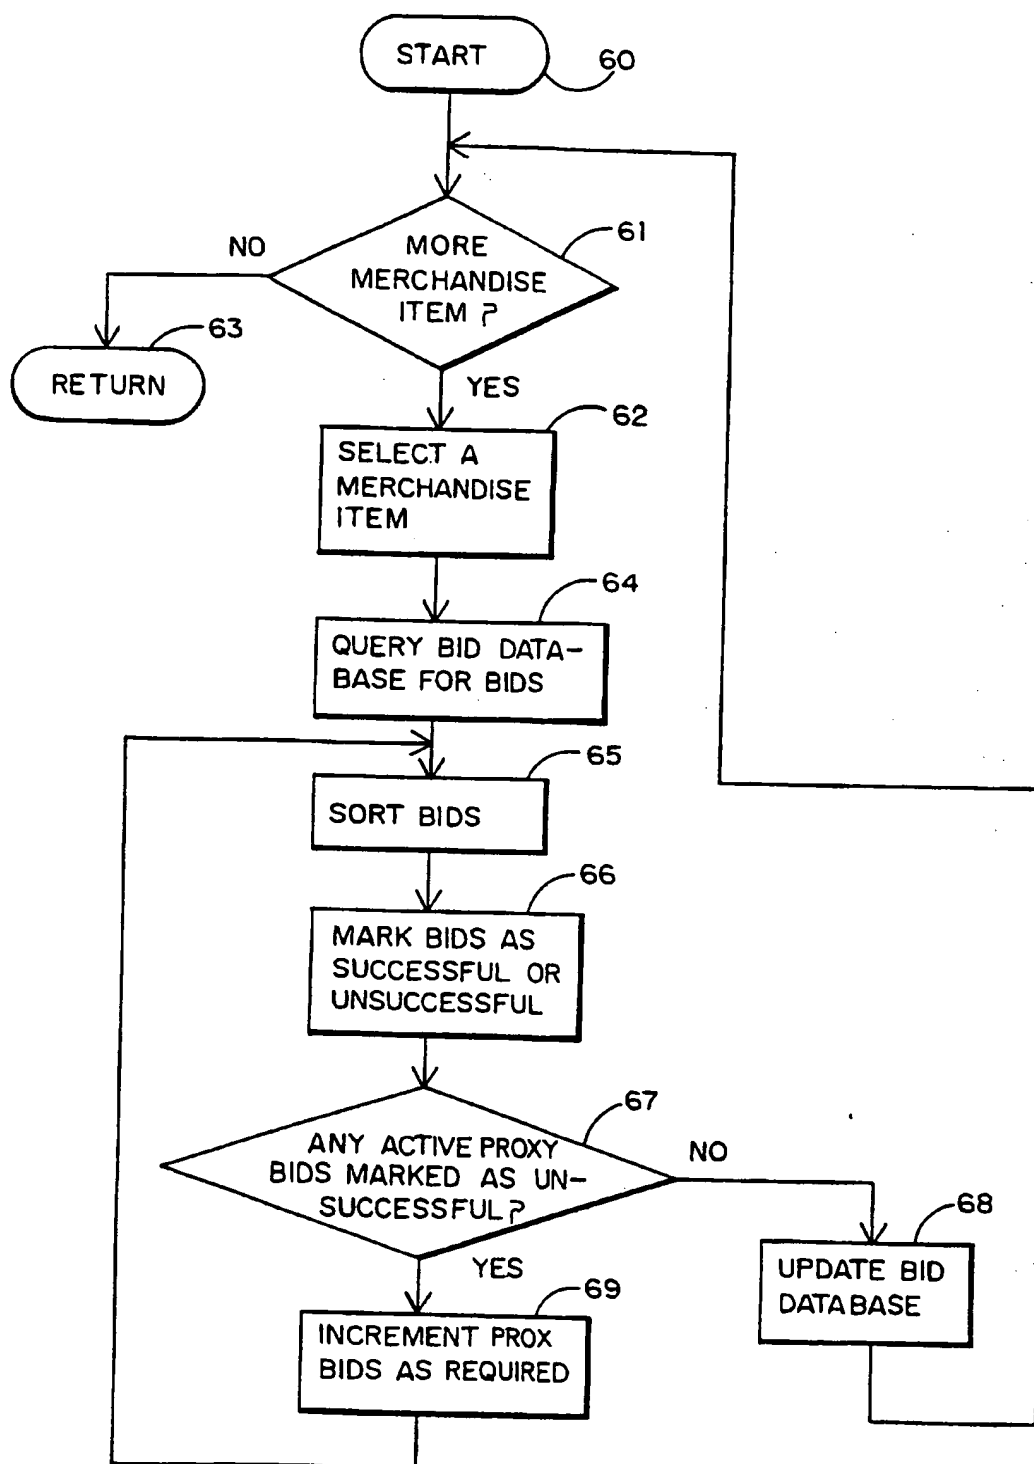 START
60
MORE
MERCHANDISE
ITEM ?
61
NO
63
RETURN
YES
62
SELECT A
MERCHANDISE
ITEM
64
QUERY BID DATA-
BASE FOR BIDS
65
SORT BIDS
66
MARK BIDS AS
SUCCESSFUL OR
UNSUCCESSFUL
67
ANY ACTIVE PROXY
BIDS MARKED AS UN-
SUCCESSFUL?
NO
68
UPDATE BID
DATABASE
YES
69
INCREMENT PROX
BIDS AS REQUIRED